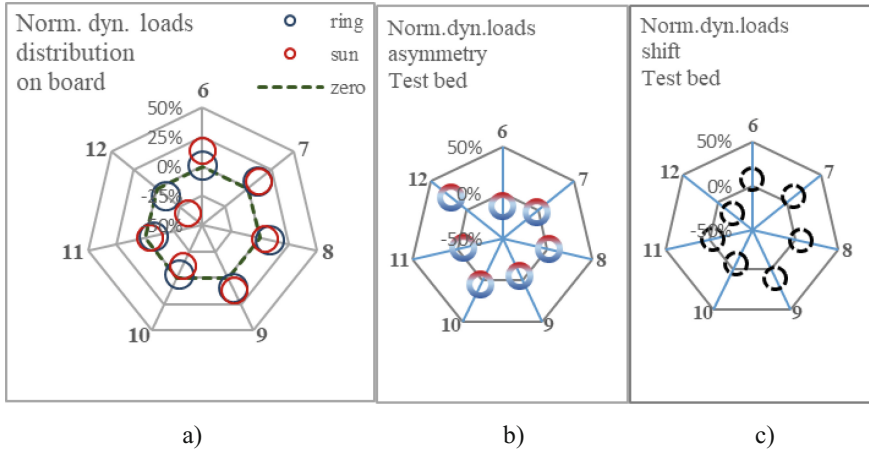 Norm. dyn. loads
distribution
on board
ring
sun
zero
6
50%
25%
0%
-25%
-50%
7
8
9
10
11
12
Norm.dyn.loads
asymmetry
Test bed
6
50%
0%
-50%
7
8
9
10
11
12
Norm.dyn.loads
shift
Test bed
6
50%
0%
-50%
7
8
9
10
11
12
a)
b)
c)